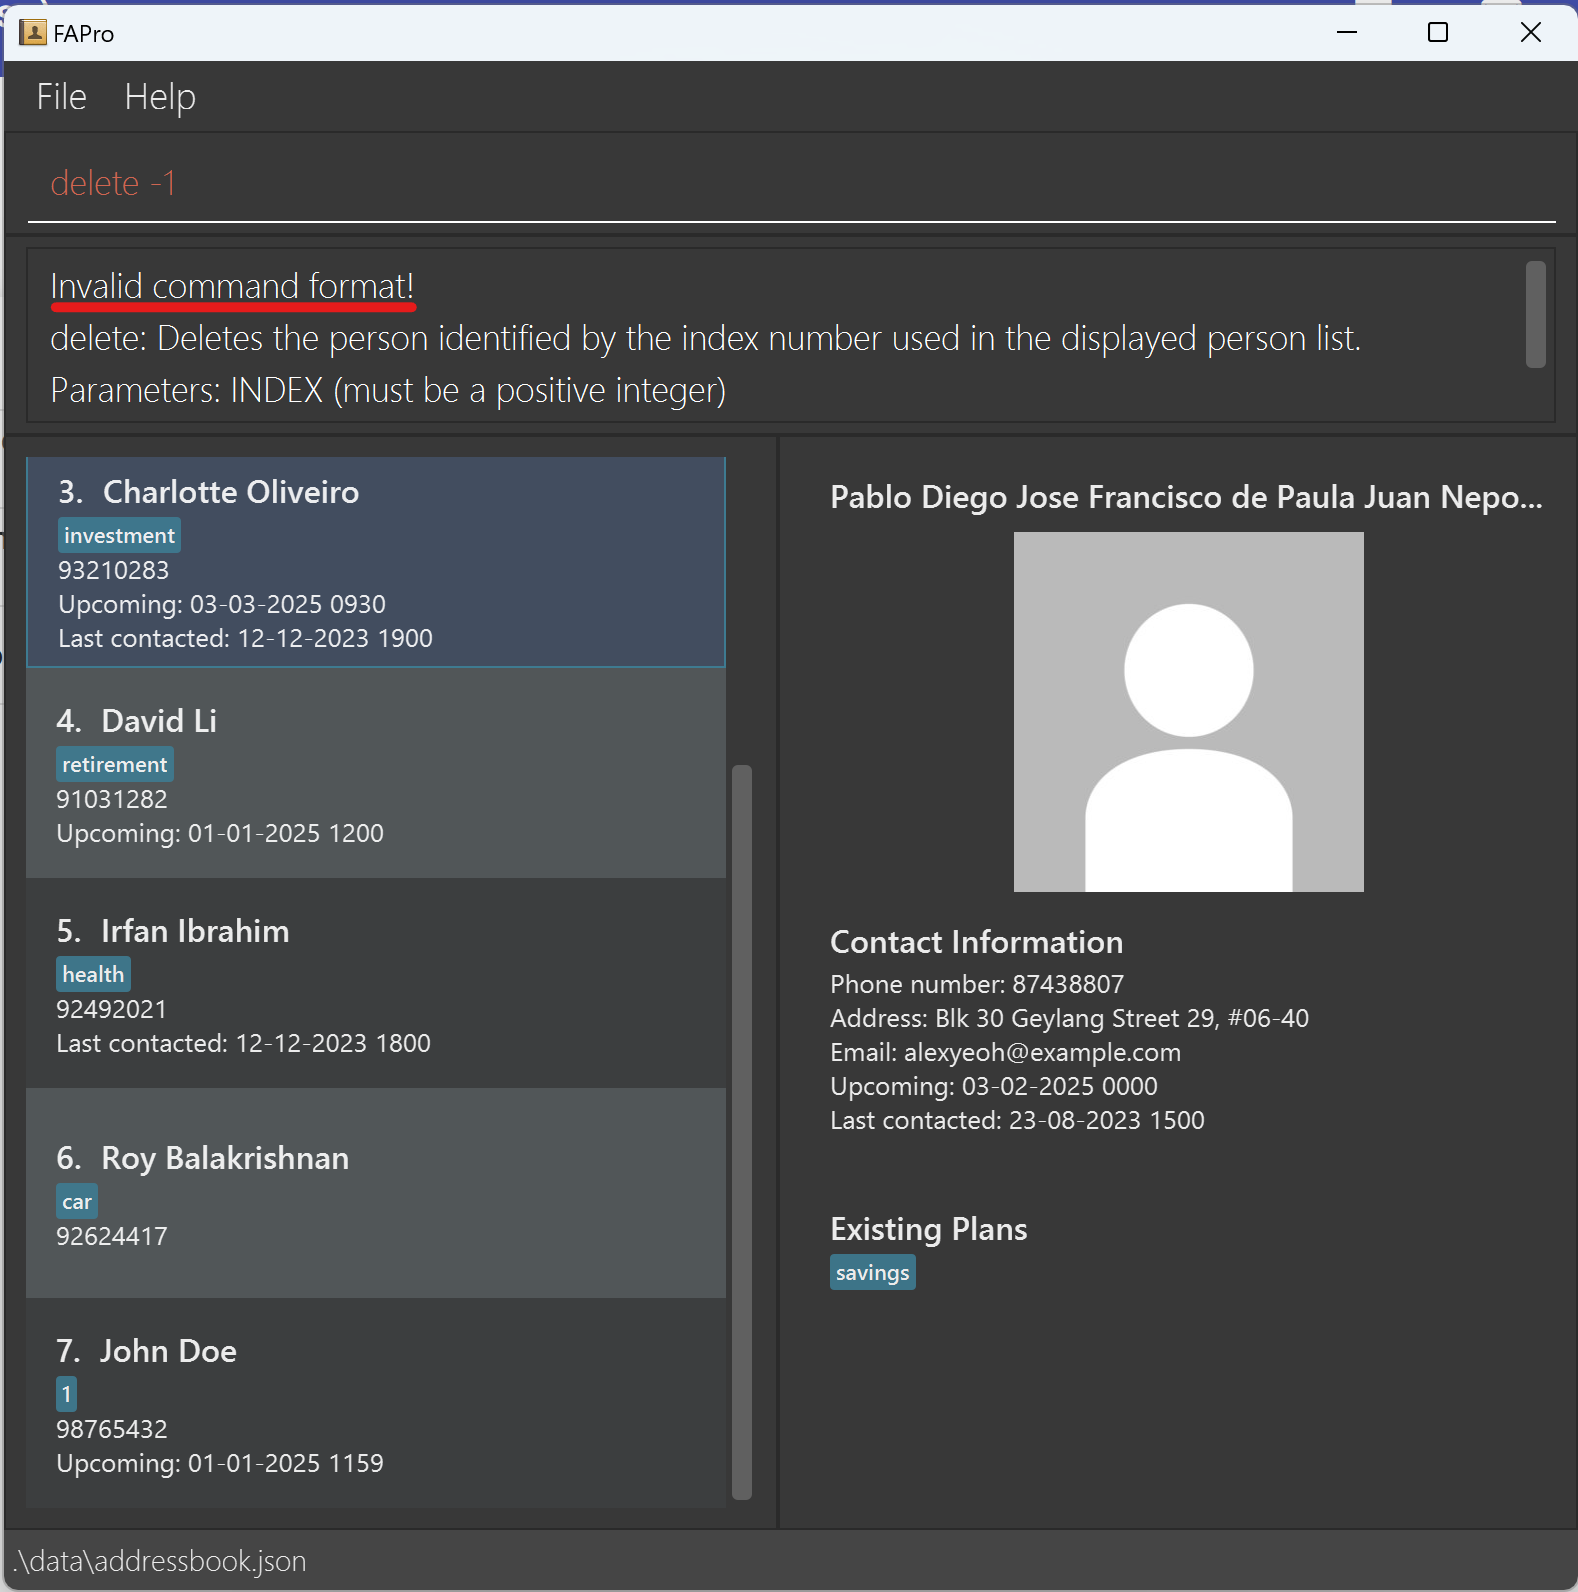 FAPro
File Help
delete -1
Invalid command format!
delete: Deletes the person identified by the index number used in the displayed person list.
Parameters: INDEX (must be a positive integer)
3. Charlotte Oliveiro
investment
93210283
Upcoming: 03-03-2025 0930
Last contacted: 12-12-2023 1900
4. David Li
retirement
91031282
Upcoming: 01-01-2025 1200
5. Irfan Ibrahim
health
92492021
Last contacted: 12-12-2023 1800
6. Roy Balakrishnan
car
92624417
7. John Doe
1
98765432
Upcoming: 01-01-2025 1159
Pablo Diego Jose Francisco de Paula Juan Nepo...
Contact Information
Phone number: 87438807
Address: Blk 30 Geylang Street 29, #06-40
Email: alexyeoh@example.com
Upcoming: 03-02-2025 0000
Last contacted: 23-08-2023 1500
Existing Plans
savings
.\data\addressbook.json